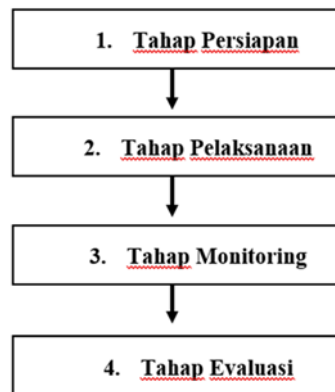 1. Tahap Persiapan
2. Tahap Pelaksanaan
3. Tahap Monitoring
4. Tahap Evaluasi